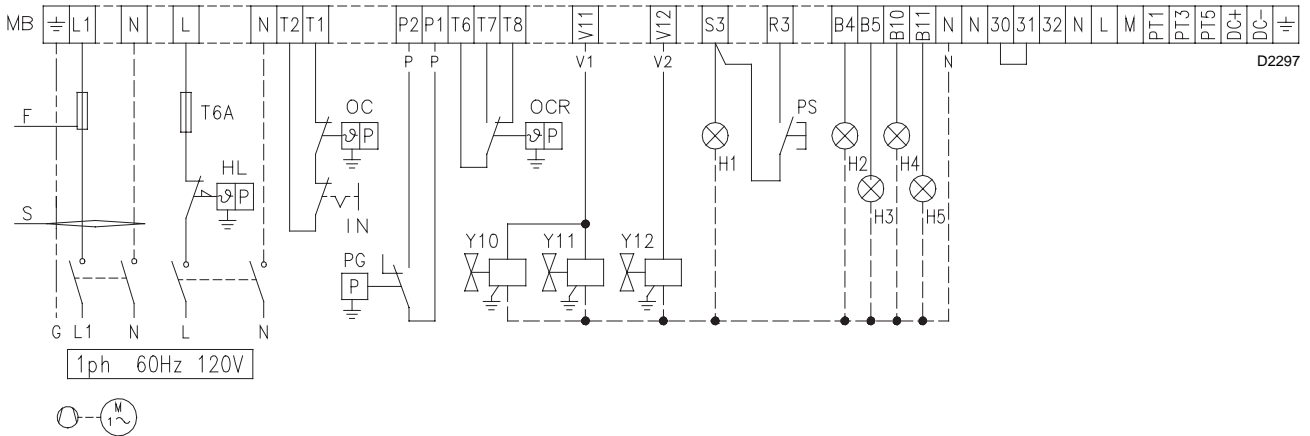 MB ⏚ L1 N L N T2 T1 P2 P1 T6 T7 T8 V11 V12 S3 R3 B4 B5 B10 B11 N N 30 31 32 N L M PT1 PT3 PT5 DC+ DC- ⏚
P P V1 V2 N D2297
F T6A OC OCR PS
ϑ P ϑ P
H1 H2 H4
HL
ϑ P
S IN H3 H5
Y10 Y11 Y12
PG
P
G L1 N L N
1ph 60Hz 120V
M
1~